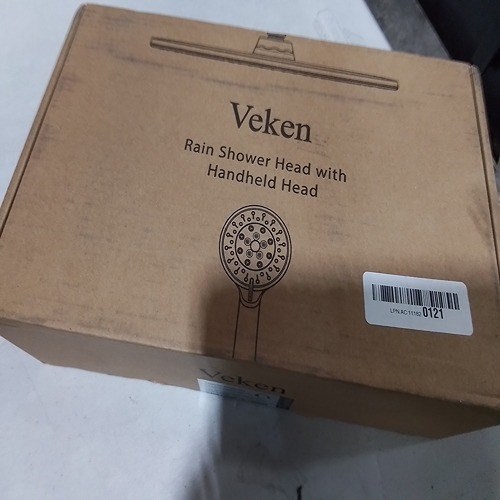 Veken
Rain Shower Head with
Handheld Head
0121
Veken